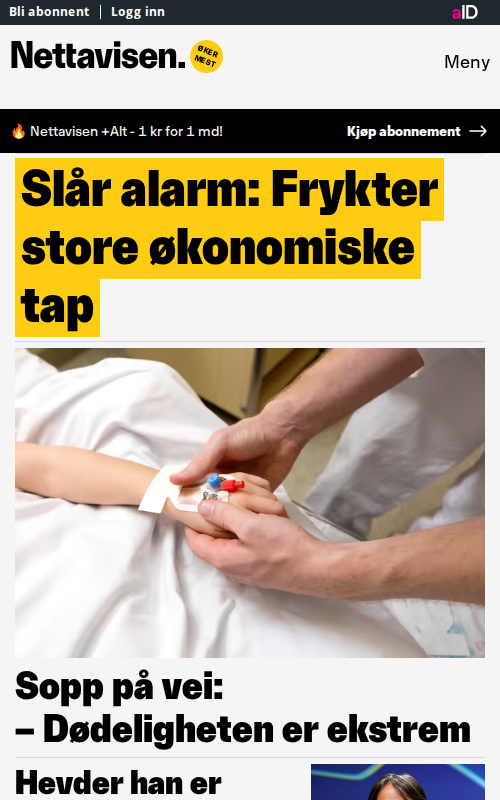 Bli abonnent | Logg inn
aID
Nettavisen.
ØKER
MEST
Meny
🔥 Nettavisen +Alt - 1 kr for 1 md!
Kjøp abonnement →
Slår alarm: Frykter
store økonomiske
tap
Sopp på vei:
– Dødeligheten er ekstrem
Hevder han er